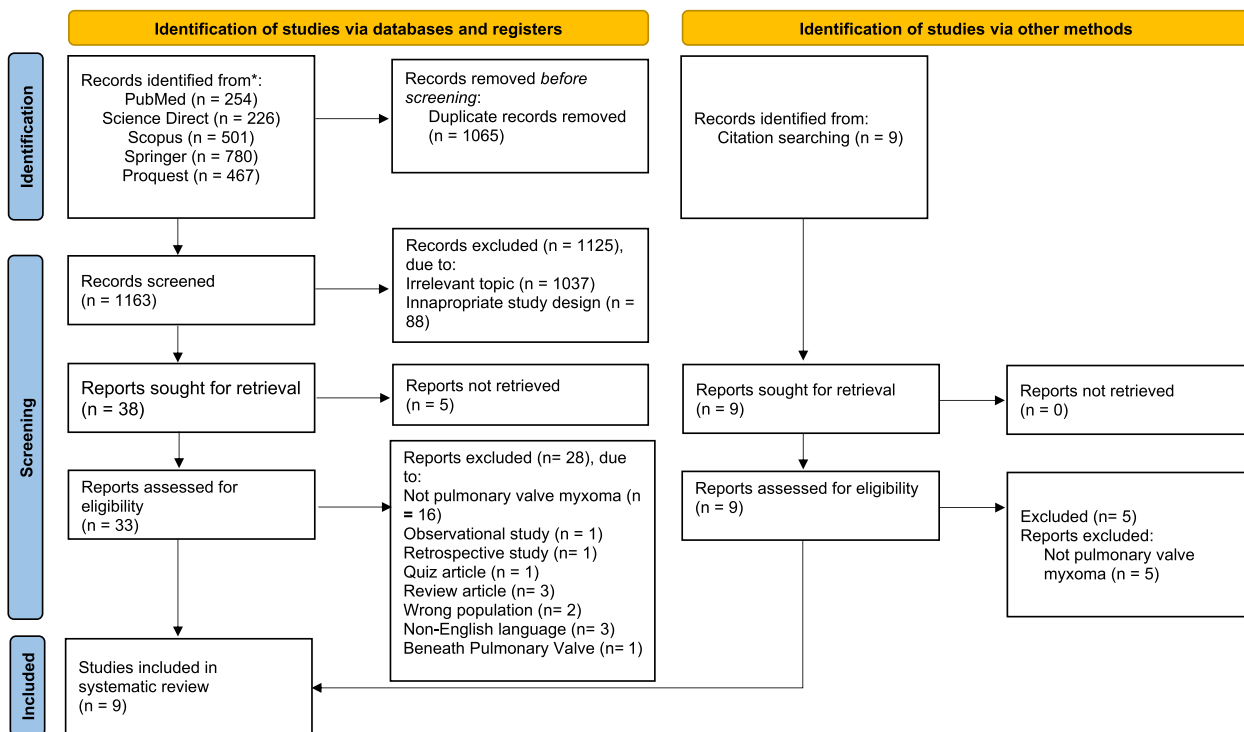 Identification of studies via databases and registers
Identification of studies via other methods
Identification
Records identified from*:
PubMed (n = 254)
Science Direct (n = 226)
Scopus (n = 501)
Springer (n = 780)
Proquest (n = 467)
Records removed before
screening:
Duplicate records removed
(n = 1065)
Records identified from:
Citation searching (n = 9)
Screening
Records screened
(n = 1163)
Records excluded (n = 1125),
due to:
Irrelevant topic (n = 1037)
Innapropriate study design (n =
88)
Reports sought for retrieval
(n = 38)
Reports not retrieved
(n = 5)
Reports sought for retrieval
(n = 9)
Reports not retrieved
(n = 0)
Reports assessed for
eligibility
(n = 33)
Reports excluded (n= 28), due
to:
Not pulmonary valve myxoma (n
= 16)
Observational study (n = 1)
Retrospective study (n= 1)
Quiz article (n = 1)
Review article (n= 3)
Wrong population (n= 2)
Non-English language (n= 3)
Beneath Pulmonary Valve (n= 1)
Reports assessed for eligibility
(n = 9)
Excluded (n= 5)
Reports excluded:
Not pulmonary valve
myxoma (n = 5)
Included
Studies included in
systematic review
(n = 9)